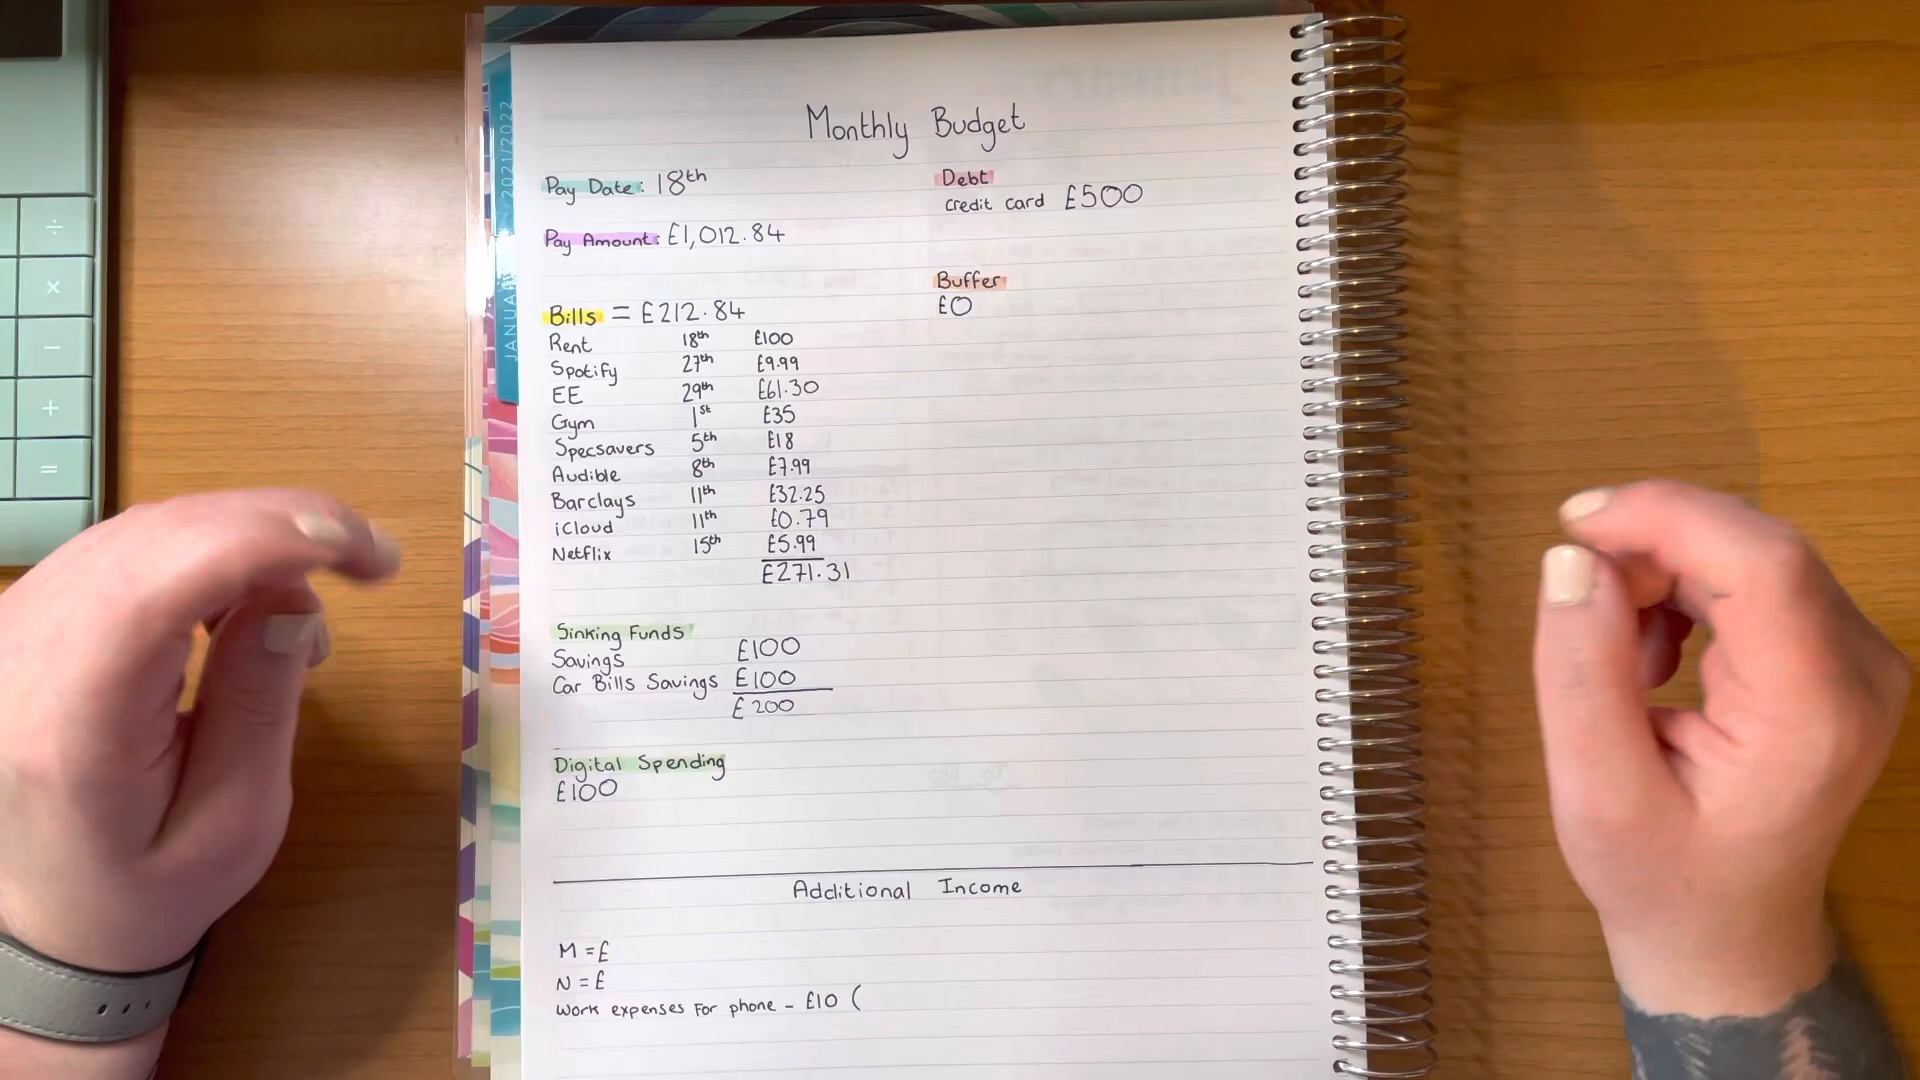 Monthly Budget
Pay Date: 18th
Pay Amount: £1,012.84
Bills = £212.84
Rent 18th £100
Spotify 27th £9.99
EE 29th £61.30
Gym 1st £35
Specsavers 5th £18
Audible 8th £7.99
Barclays 11th £32.25
iCloud 11th £0.79
Netflix 15th £5.99
£271.31
Sinking Funds
Savings £100
Car Bills Savings £100
£200
Digital Spending
£100
Debt
credit card £500
Buffer
£0
Additional Income
M = £
N = £
Work expenses for phone - £10 (
÷
×
−
+
=
2021/2022